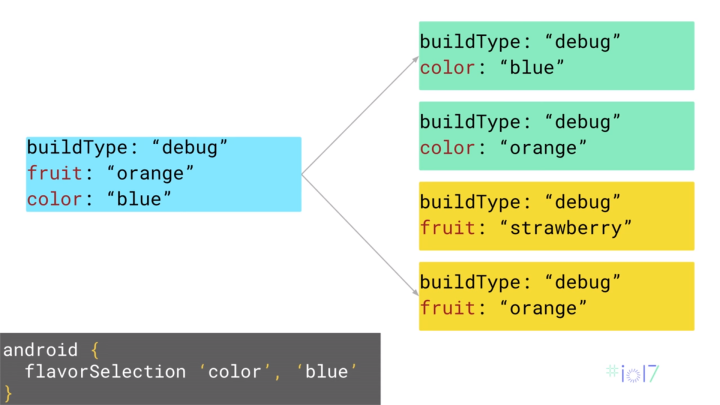 buildType: “debug”
fruit: “orange”
color: “blue”
buildType: “debug”
color: “blue”
buildType: “debug”
color: “orange”
buildType: “debug”
fruit: “strawberry”
buildType: “debug”
fruit: “orange”
android {
flavorSelection ‘color’, ‘blue’
}
#io17